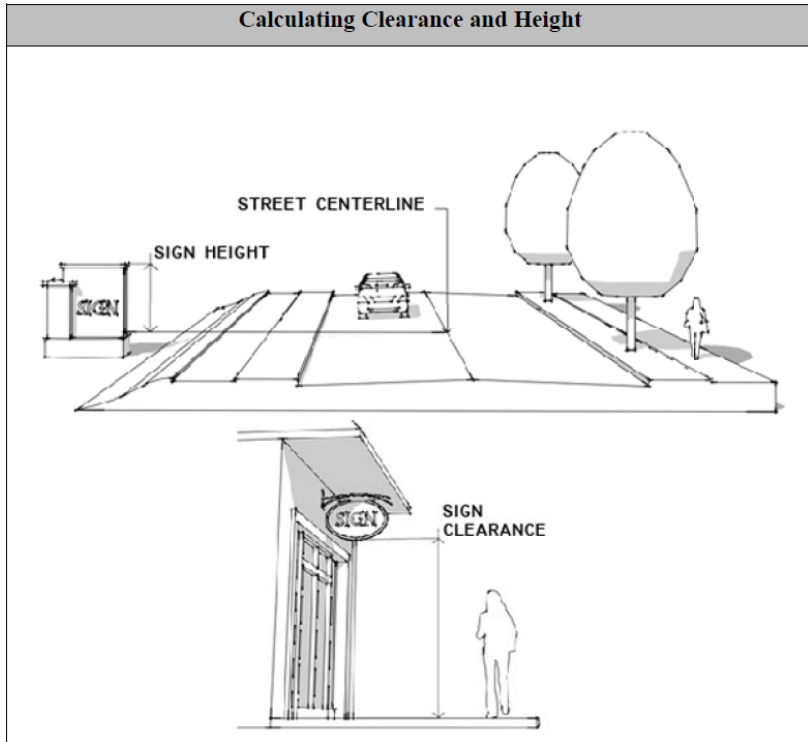 Calculating Clearance and Height
STREET CENTERLINE
SIGN HEIGHT
SIGN
SIGN
SIGN
CLEARANCE